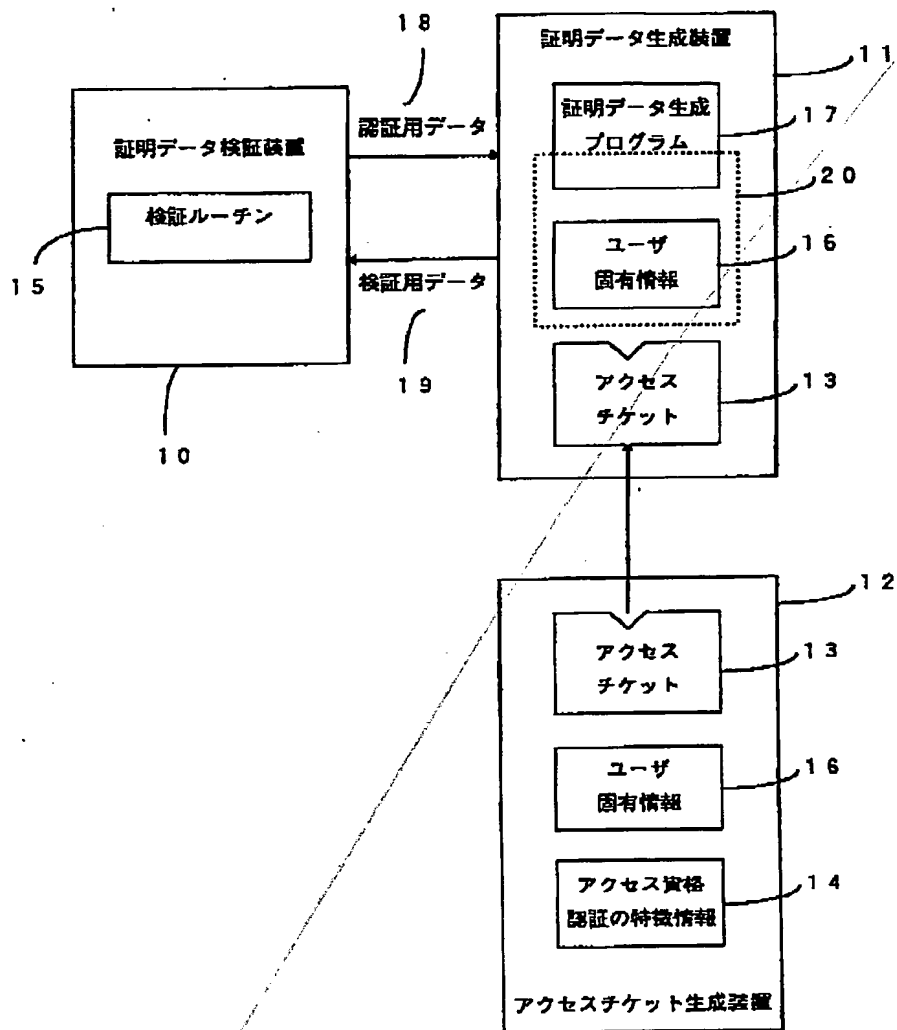 18
証明データ生成装置
11
認証用データ
証明データ生成
プログラム
17
証明データ検証装置
20
検証ルーチン
15
ユーザ
固有情報
16
検証用データ
19
アクセス
チケット
13
10
12
アクセス
チケット
13
ユーザ
固有情報
16
アクセス資格
認証の特徴情報
14
アクセスチケット生成装置